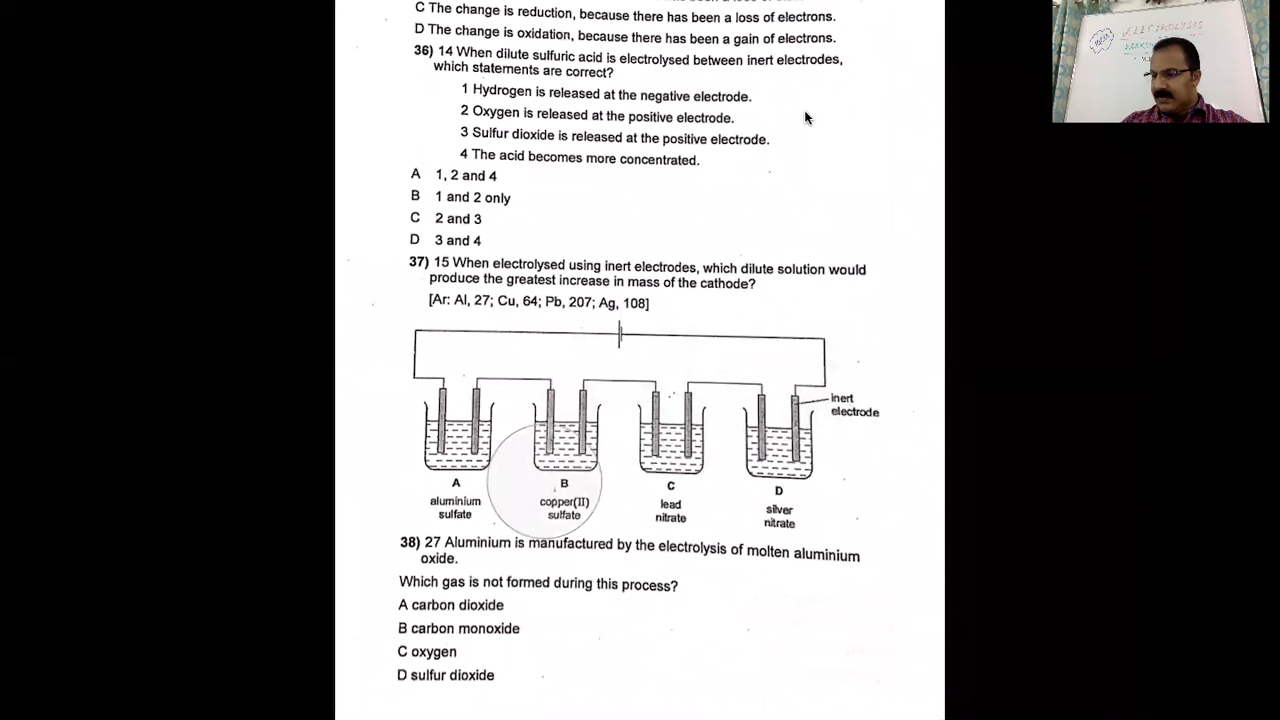 C The change is reduction, because there has been a loss of electrons.
D The change is oxidation, because there has been a gain of electrons.
36) 14 When dilute sulfuric acid is electrolysed between inert electrodes,
which statements are correct?
1 Hydrogen is released at the negative electrode.
2 Oxygen is released at the positive electrode.
3 Sulfur dioxide is released at the positive electrode.
4 The acid becomes more concentrated.
A 1, 2 and 4
B 1 and 2 only
C 2 and 3
D 3 and 4
37) 15 When electrolysed using inert electrodes, which dilute solution would
produce the greatest increase in mass of the cathode?
[Ar: Al, 27; Cu, 64; Pb, 207; Ag, 108]
inert
electrode
A
aluminium
sulfate
B
copper(II)
sulfate
C
lead
nitrate
D
silver
nitrate
38) 27 Aluminium is manufactured by the electrolysis of molten aluminium
oxide.
Which gas is not formed during this process?
A carbon dioxide
B carbon monoxide
C oxygen
D sulfur dioxide
ELECTROLYSIS